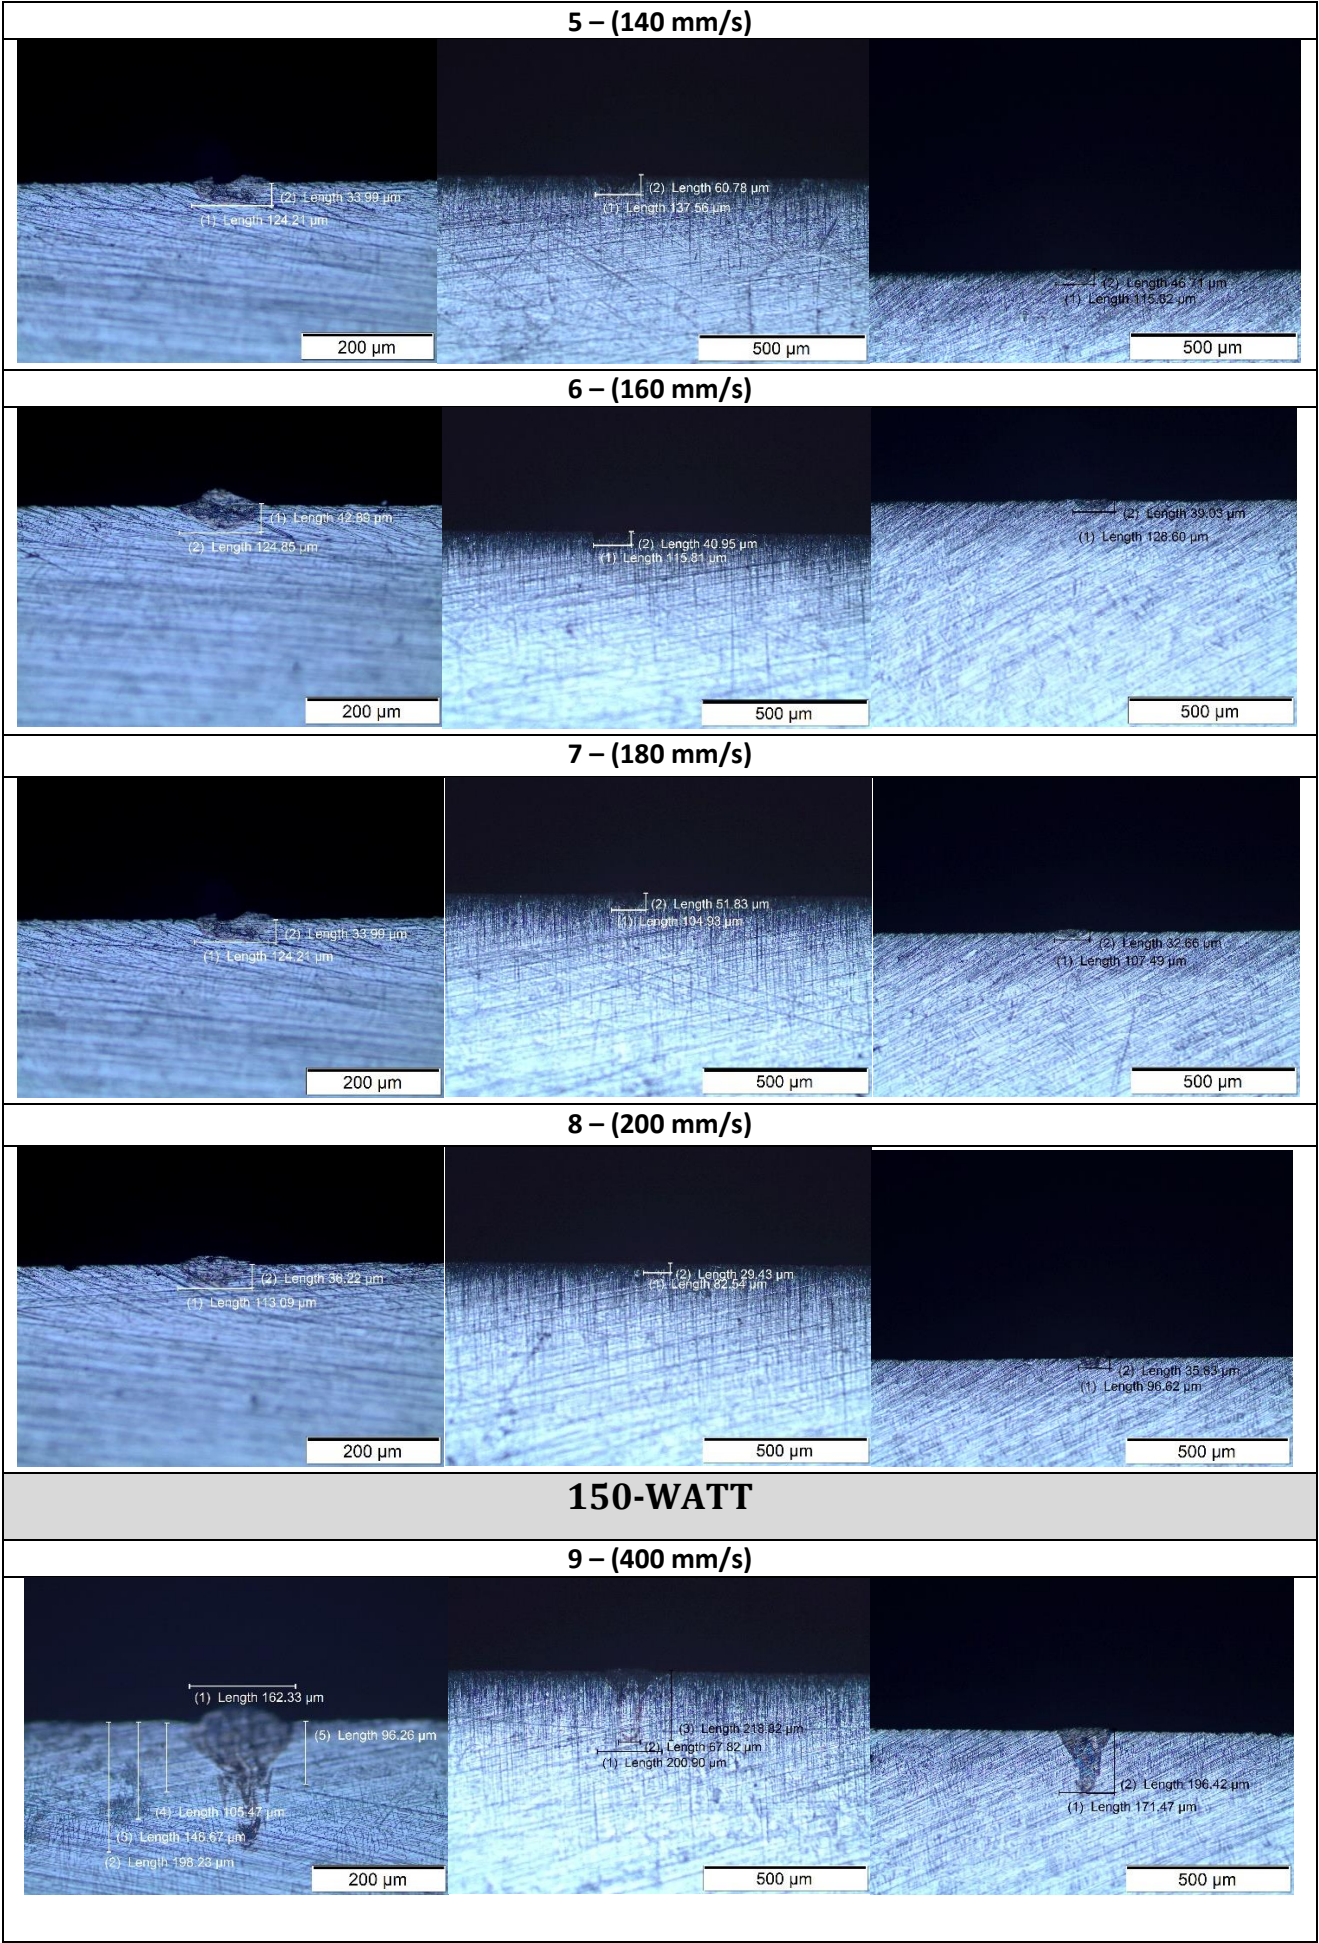 5 – (140 mm/s)
(2) Length 33.99 µm
(1) Length 124.21 µm
200 µm
(2) Length 60.78 µm
(1) Length 137.56 µm
500 µm
(2) Length 46.71 µm
(1) Length 115.62 µm
500 µm
6 – (160 mm/s)
(1) Length 42.89 µm
(2) Length 124.85 µm
200 µm
(2) Length 40.95 µm
(1) Length 115.81 µm
500 µm
(2) Length 39.03 µm
(1) Length 128.60 µm
500 µm
7 – (180 mm/s)
(2) Length 33.99 µm
(1) Length 124.21 µm
200 µm
(2) Length 51.83 µm
(1) Length 104.93 µm
500 µm
(2) Length 32.66 µm
(1) Length 107.49 µm
500 µm
8 – (200 mm/s)
(2) Length 36.22 µm
(1) Length 113.09 µm
200 µm
(2) Length 29.43 µm
(1) Length 82.54 µm
500 µm
(2) Length 35.83 µm
(1) Length 96.62 µm
500 µm
150-WATT
9 – (400 mm/s)
(1) Length 162.33 µm
(5) Length 96.26 µm
(4) Length 105.47 µm
(3) Length 146.67 µm
(2) Length 198.23 µm
200 µm
(3) Length 218.82 µm
(2) Length 67.82 µm
(1) Length 200.90 µm
500 µm
(2) Length 196.42 µm
(1) Length 171.47 µm
500 µm